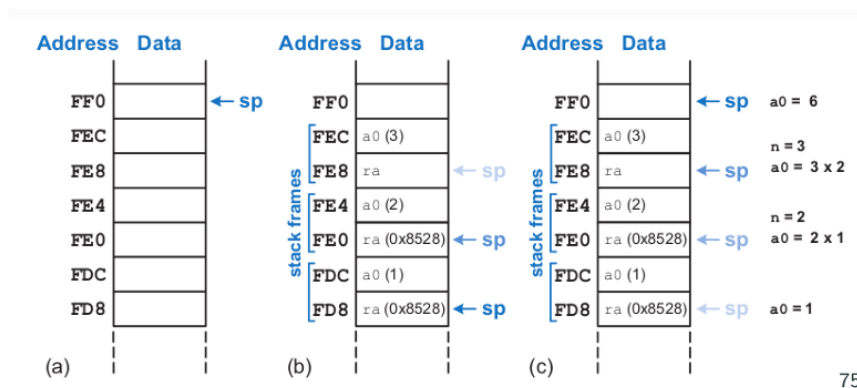 Address Data
FF0 ← sp
FEC
FE8
FE4
FE0
FDC
FD8
(a)
Address Data
FF0
FEC a0 (3)
FE8 ra ← sp
FE4 a0 (2)
FE0 ra (0x8528) ← sp
FDC a0 (1)
FD8 ra (0x8528) ← sp
stack frames
(b)
Address Data
FF0 ← sp a0 = 6
FEC a0 (3)
n = 3
FE8 ra ← sp a0 = 3 x 2
FE4 a0 (2)
n = 2
FE0 ra (0x8528) ← sp a0 = 2 x 1
FDC a0 (1)
FD8 ra (0x8528) ← sp a0 = 1
stack frames
(c)
75